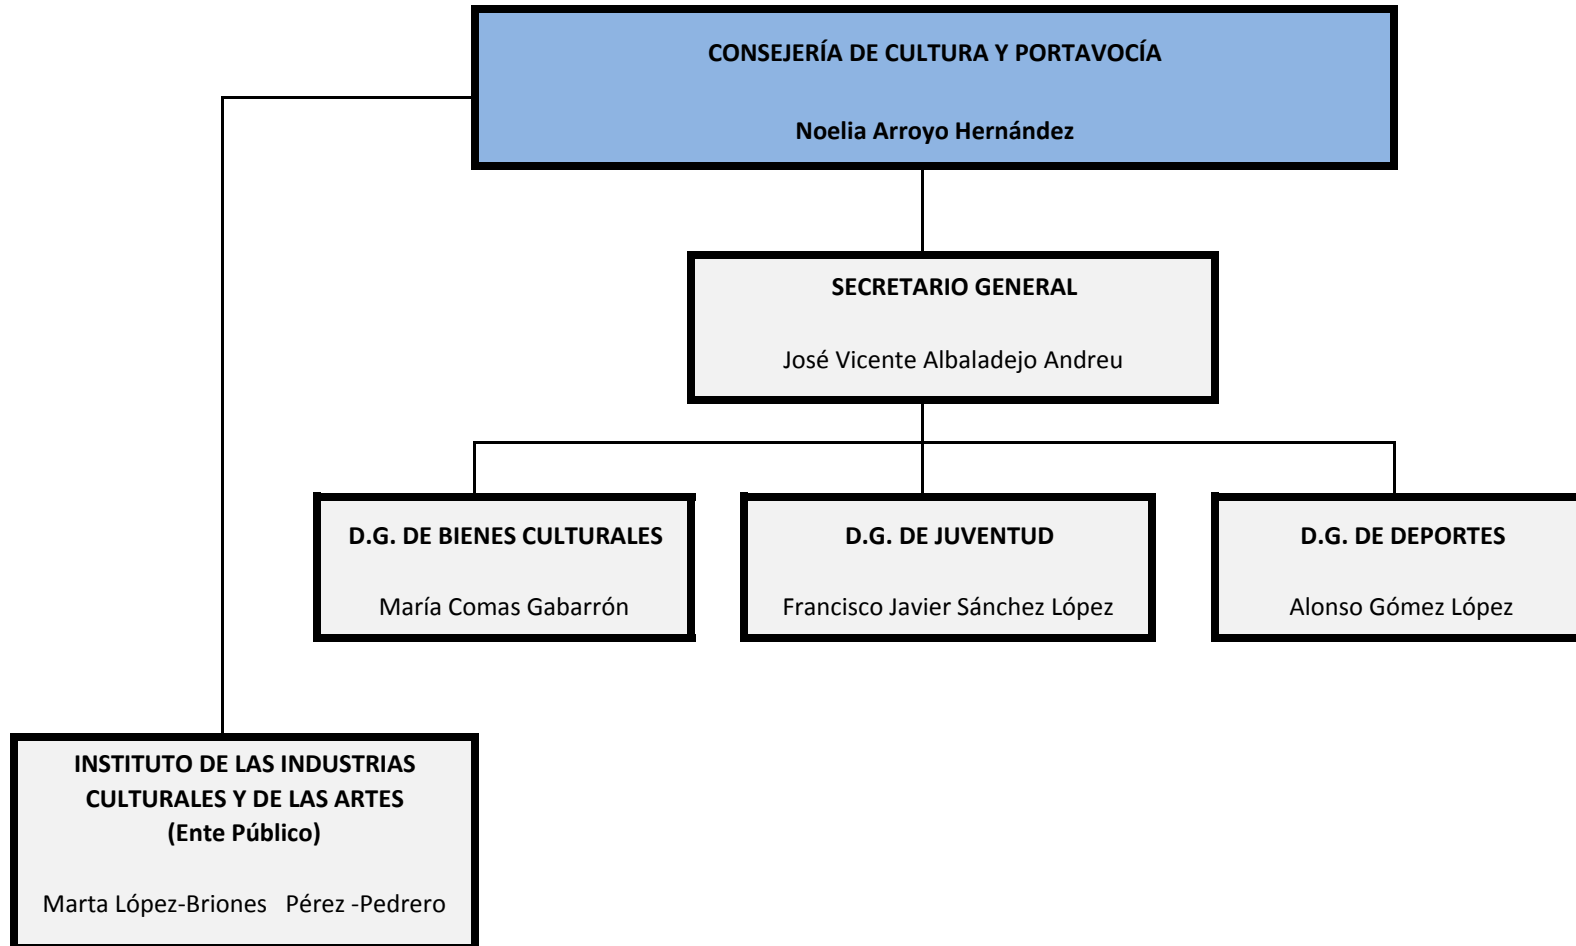 CONSEJERÍA DE CULTURA Y PORTAVOCÍA
Noelia Arroyo Hernández
SECRETARIO GENERAL
José Vicente Albaladejo Andreu
D.G. DE BIENES CULTURALES
María Comas Gabarrón
D.G. DE JUVENTUD
Francisco Javier Sánchez López
D.G. DE DEPORTES
Alonso Gómez López
INSTITUTO DE LAS INDUSTRIAS
CULTURALES Y DE LAS ARTES
(Ente Público)
Marta López-Briones   Pérez -Pedrero